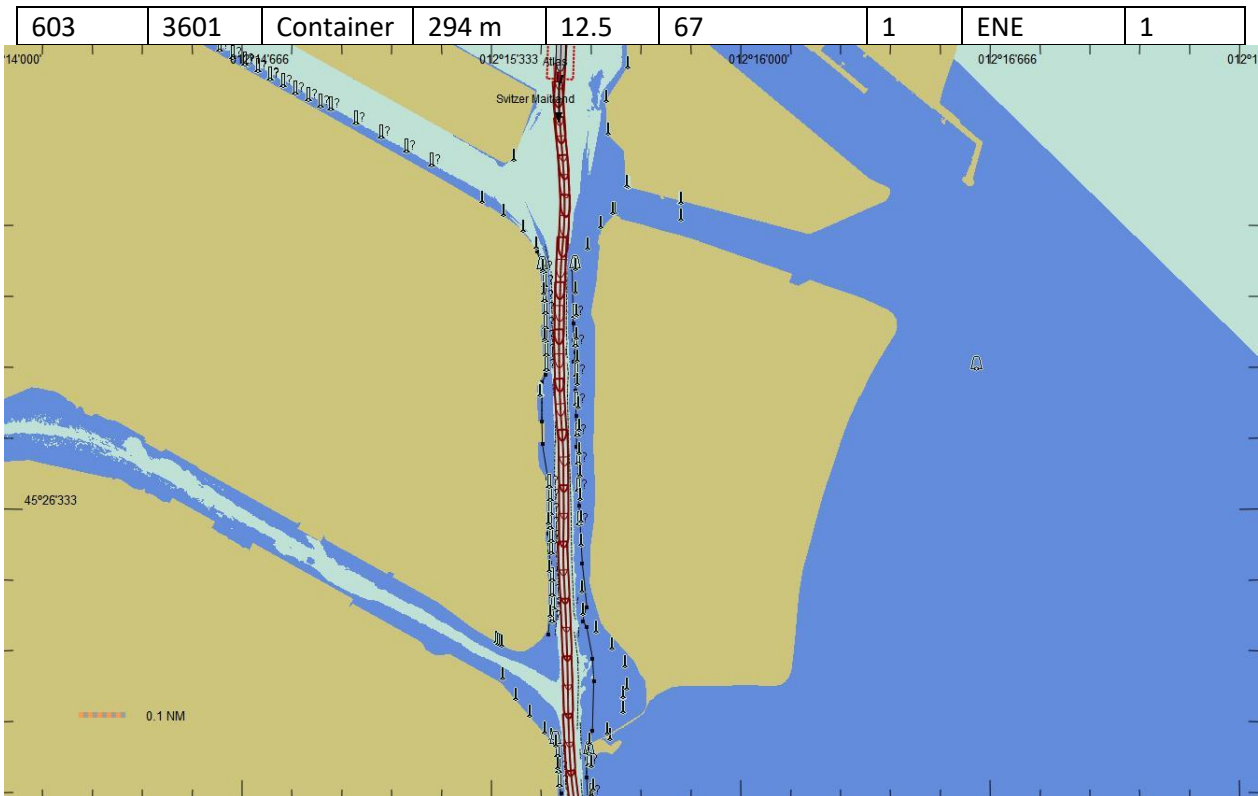 603 3601 Container 294 m 12.5 67 1 ENE 1
'14'000' 012°14'666 012°15'333 012°16'000' 012°16'666 012°1
Atlas
Svitzer Maitland
45°26'333
0.1 NM